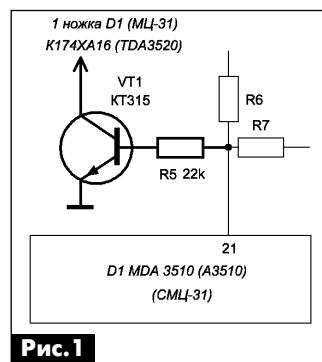 1 ножка D1 (МЦ-31)
К174ХА16 (TDA3520)
VT1
КТ315
R6
R7
R5 22k
21
D1 MDA 3510 (A3510)
(СМЦ-31)
Рис.1